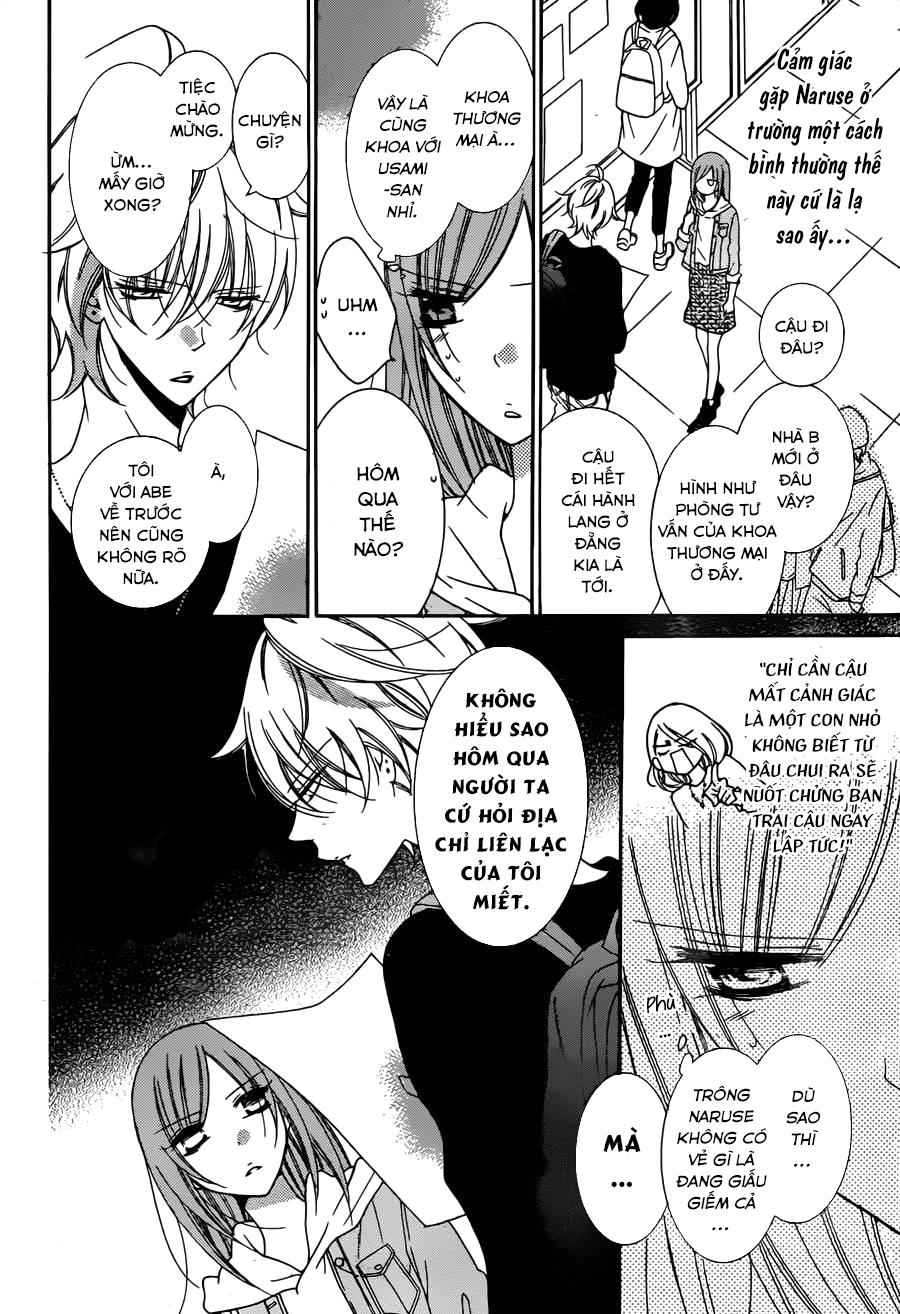 Cảm giác
gặp Naruse ở
trường một cách
bình thường thế
này cứ là lạ
sao ấy...
CẬU ĐI
ĐÂU?
NHÀ B
MỚI Ở
ĐÂU
VẬY?
HÌNH NHƯ
PHÒNG TƯ
VẤN CỦA KHOA
THƯƠNG MẠI
Ở ĐẤY.
CẬU
ĐI HẾT
CÁI HÀNH
LANG Ở
ĐẰNG
KIA LÀ
TỚI.
KHOA
THƯƠNG
MẠI À...
VẬY LÀ
CÙNG
KHOA VỚI
USAMI
-SAN
NHỈ.
UHM
...
HÔM
QUA
THẾ
NÀO?
CHUYỆN
GÌ?
TIỆC
CHÀO
MỪNG.
ỪM...
MẤY GIỜ
XONG?
À,
TÔI
VỚI ABE
VỀ TRƯỚC
NÊN CŨNG
KHÔNG RÕ
NỮA.
"CHỈ CẦN CẬU
MẤT CẢNH GIÁC
LÀ MỘT CON NHỎ
KHÔNG BIẾT TỪ
ĐÂU CHUI RA SẼ
NUỐT CHỬNG BẠN
TRAI CẬU NGAY
LẬP TỨC!"
Phù
...
DÙ
SAO
THÌ
...
TRÔNG
NARUSE
KHÔNG CÓ
VẺ GÌ LÀ
ĐANG GIẤU
GIẾM CẢ
...
MÀ
...
KHÔNG
HIỂU SAO
HÔM QUA
NGƯỜI TA
CỨ HỎI ĐỊA
CHỈ LIÊN LẠC
CỦA TÔI
MIẾT.